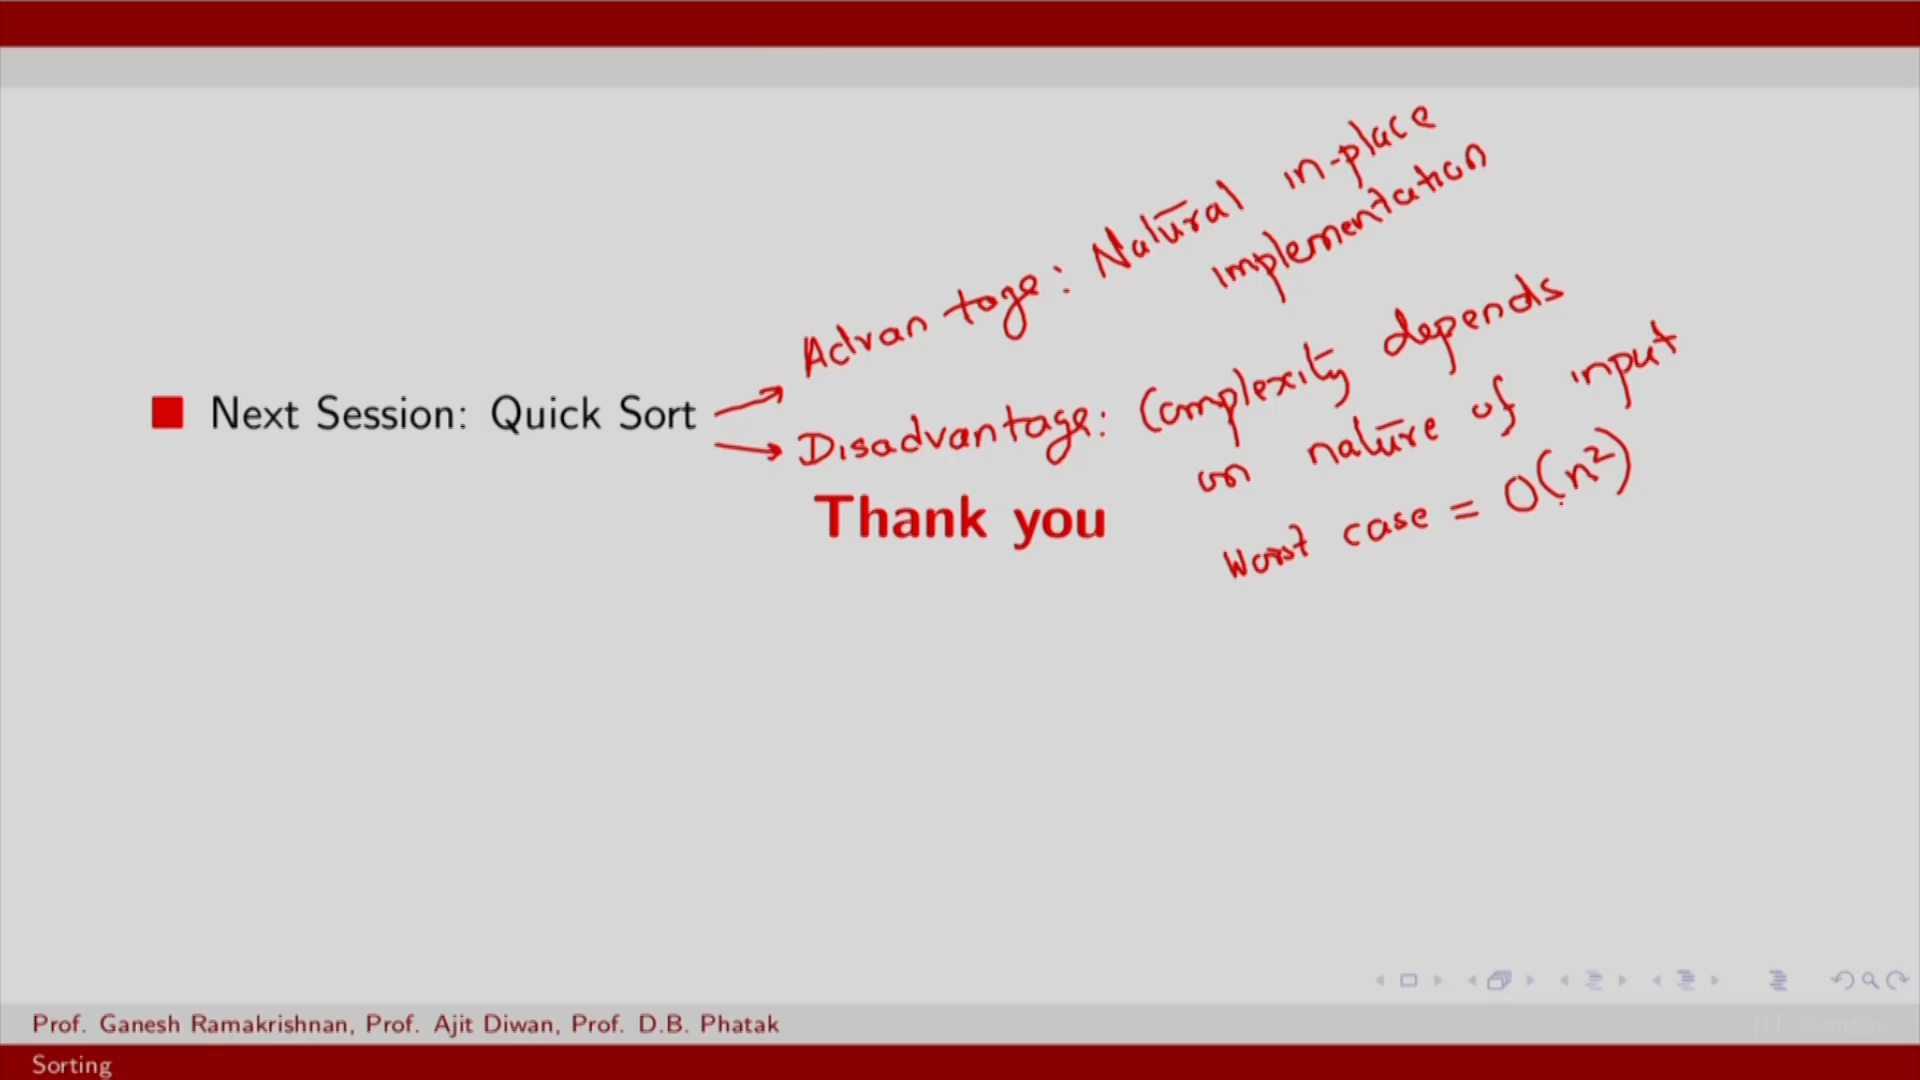 Advantage: Natural in-place
implementation
Next Session: Quick Sort
Disadvantage: Complexity depends
on nature of input
Worst case = O(n²)
Thank you
Prof. Ganesh Ramakrishnan, Prof. Ajit Diwan, Prof. D.B. Phatak
Sorting